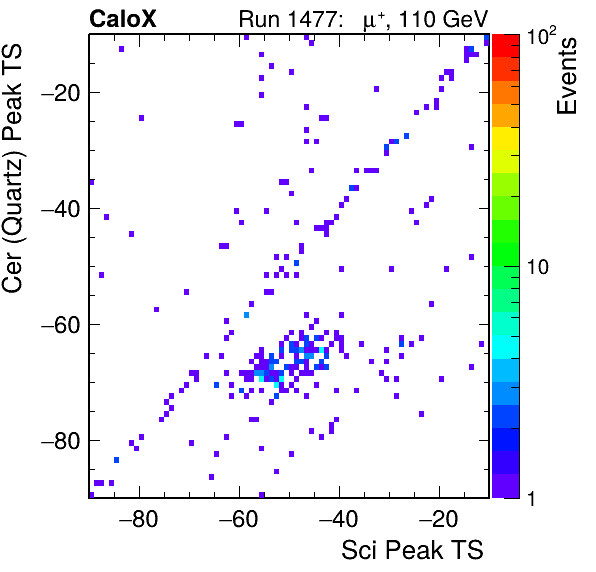 CaloX Run 1477: μ⁺, 110 GeV
Cer (Quartz) Peak TS
−20
−40
−60
−80
−80 −60 −40 −20
Sci Peak TS
10²
10
1
Events